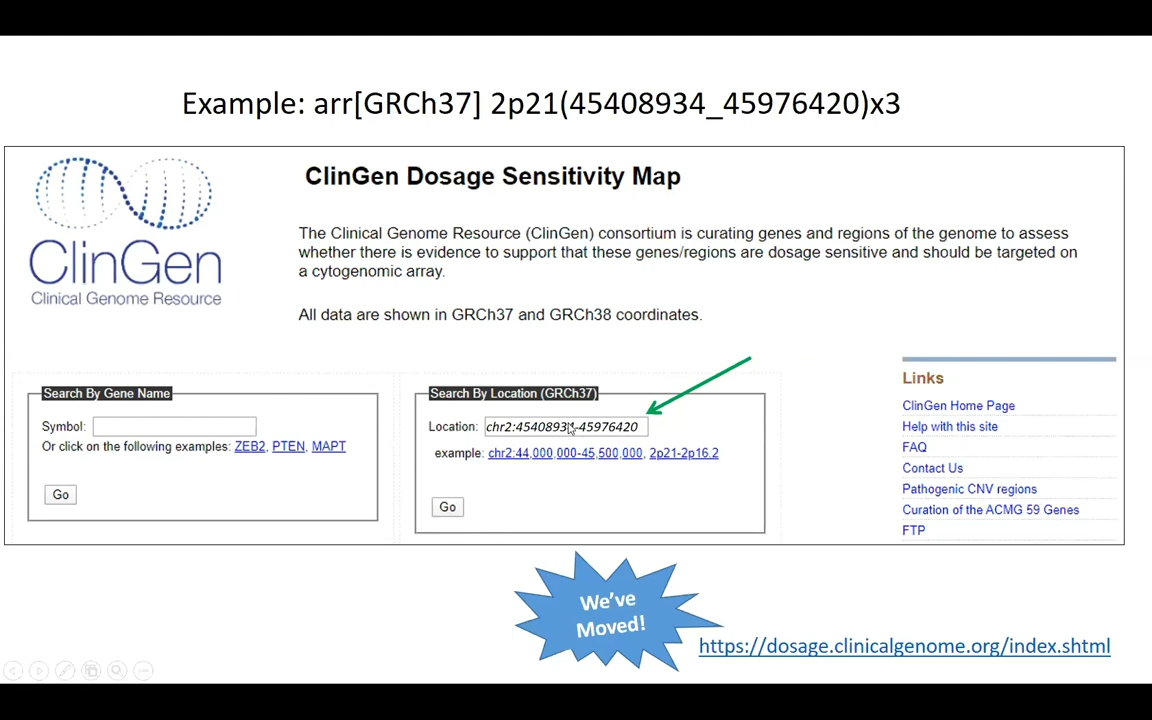 Example: arr[GRCh37] 2p21(45408934_45976420)x3
ClinGen
Clinical Genome Resource
ClinGen Dosage Sensitivity Map
The Clinical Genome Resource (ClinGen) consortium is curating genes and regions of the genome to assess
whether there is evidence to support that these genes/regions are dosage sensitive and should be targeted on
a cytogenomic array.
All data are shown in GRCh37 and GRCh38 coordinates.
Search By Gene Name
Symbol:
Or click on the following examples: ZEB2, PTEN, MAPT
Go
Search By Location (GRCh37)
Location: chr2:45408934-45976420
example: chr2:44,000,000-45,500,000, 2p21-2p16.2
Go
Links
ClinGen Home Page
Help with this site
FAQ
Contact Us
Pathogenic CNV regions
Curation of the ACMG 59 Genes
FTP
We've
Moved!
https://dosage.clinicalgenome.org/index.shtml